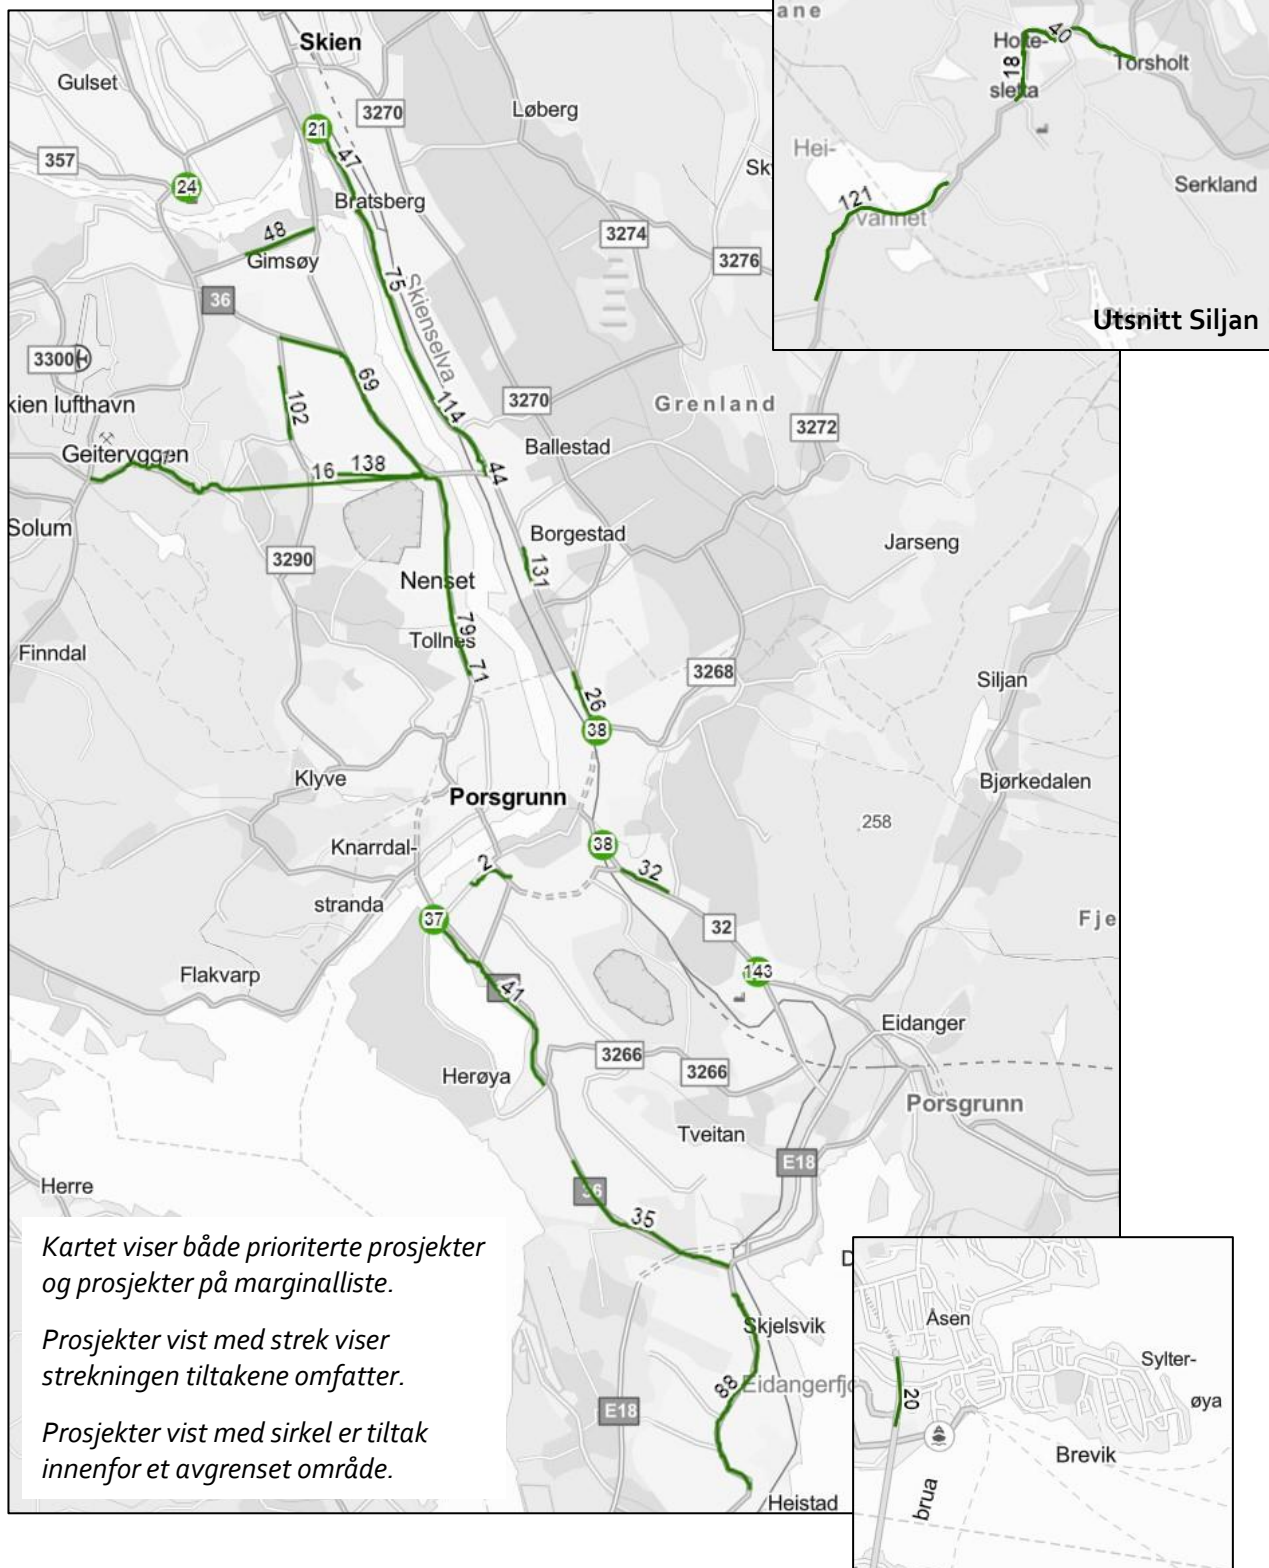 ane
Skien
Holte-
40
Gulset
18
Torsholt
sletta
3270
Løberg
21
47
Hei-
357
Sk
24
Serkland
Bratsberg
121
vannet
48
3274
Gimsøy
3276
75
Skienselva
36
Utsnitt Siljan
3300
69
102
114
3270
Grenland
kien lufthavn
3272
Geiteryggen
Ballestad
16
138
44
Solum
Borgestad
Jarseng
3290
131
Nenset
79
Tollnes
Finndal
71
3268
Siljan
26
38
Klyve
Bjørkedalen
Porsgrunn
258
Knarrdal-
38
2
32
stranda
37
32
Fje
Flakvarp
143
41
Eidanger
3266
Herøya
3266
Porsgrunn
Tveitan
E18
Herre
36
35
Kartet viser både prioriterte prosjekter
og prosjekter på marginalliste.
Prosjekter vist med strek viser
strekningen tiltakene omfatter.
Prosjekter vist med sirkel er tiltak
innenfor et avgrenset område.
D
Skjelsvik
88
Eidangerfjo
E18
Heistad
Åsen
Sylter-
øya
20
Brevik
brua